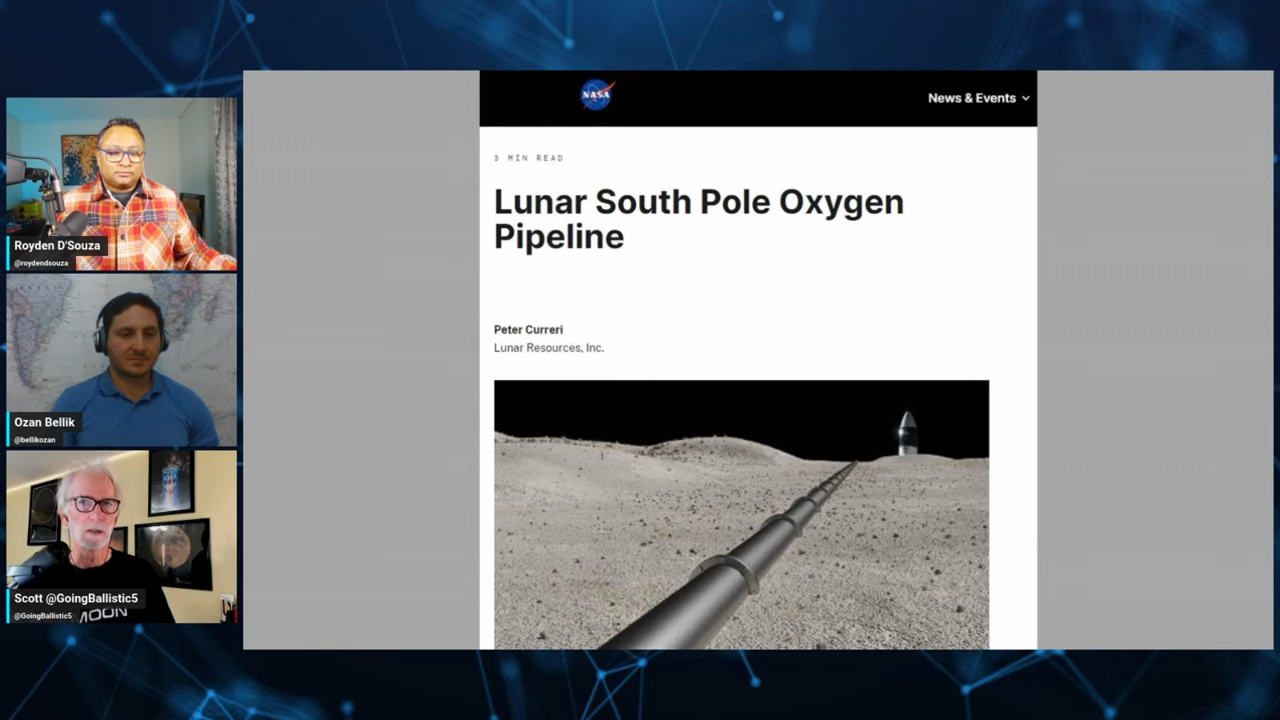 Royden D'Souza
@roydendsouza
Ozan Bellik
@bellikozan
Scott @GoingBallistic5
@GoingBallistic5
MOON
NASA
News & Events
3 MIN READ
Lunar South Pole Oxygen
Pipeline
Peter Curreri
Lunar Resources, Inc.